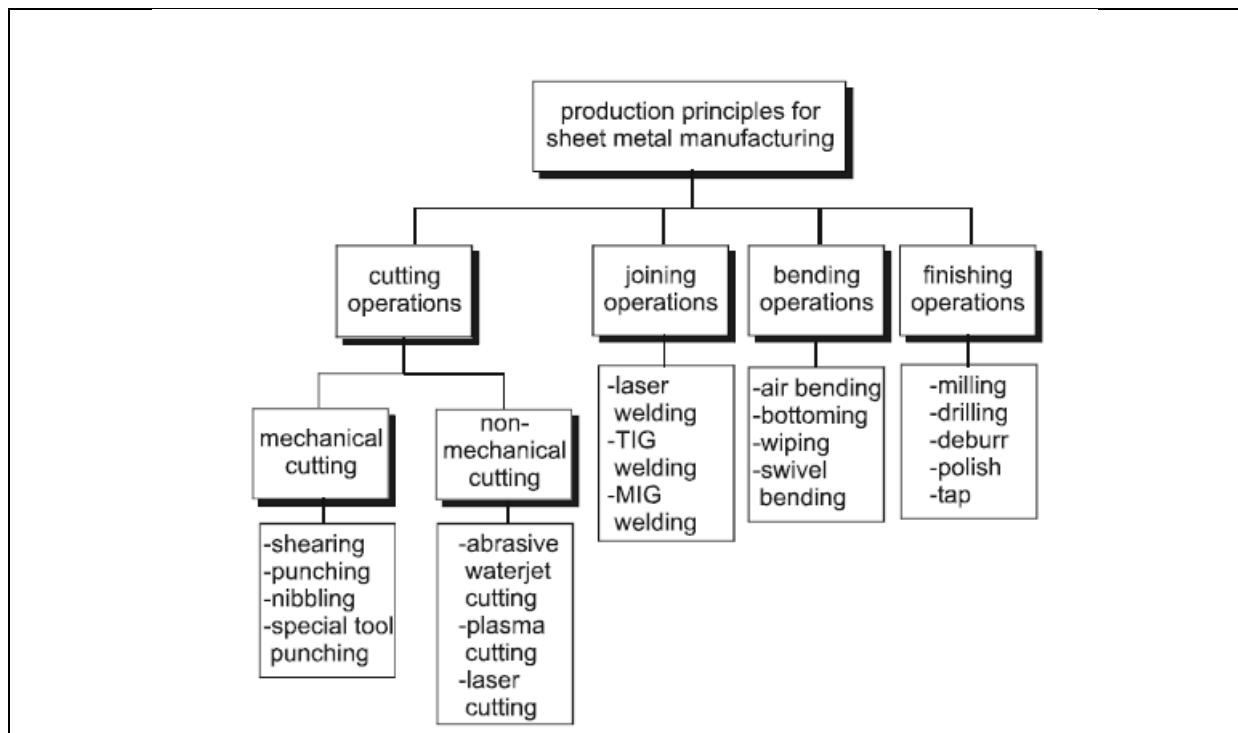 production principles for
sheet metal manufacturing
cutting
operations
joining
operations
bending
operations
finishing
operations
mechanical
cutting
non-
mechanical
cutting
-shearing
-punching
-nibbling
-special tool
punching
-abrasive
waterjet
cutting
-plasma
cutting
-laser
cutting
-laser
welding
-TIG
welding
-MIG
welding
-air bending
-bottoming
-wiping
-swivel
bending
-milling
-drilling
-deburr
-polish
-tap